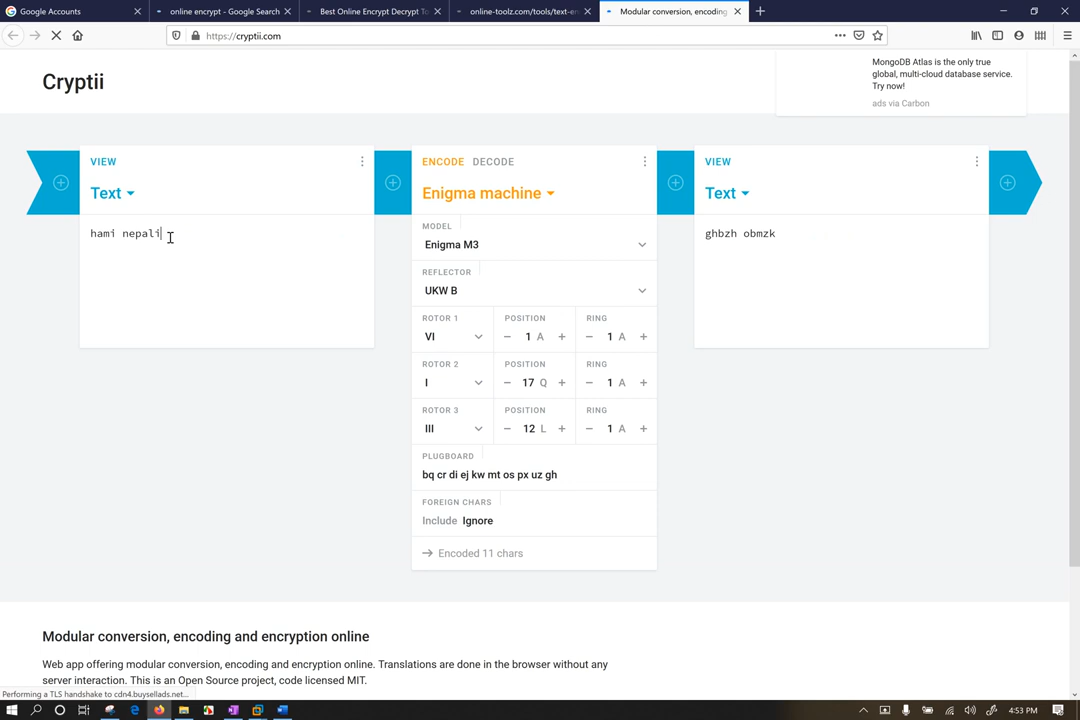 Google Accounts
online encrypt - Google Search
Best Online Encrypt Decrypt To
online-toolz.com/tools/text-en
Modular conversion, encoding
https://cryptii.com
Cryptii
MongoDB Atlas is the only true
global, multi-cloud database service.
Try now!
ads via Carbon
VIEW
Text
hami nepali
ENCODE DECODE
Enigma machine
MODEL
Enigma M3
REFLECTOR
UKW B
ROTOR 1 POSITION RING
VI − 1 A + − 1 A +
ROTOR 2 POSITION RING
I − 17 Q + − 1 A +
ROTOR 3 POSITION RING
III − 12 L + − 1 A +
PLUGBOARD
bq cr di ej kw mt os px uz gh
FOREIGN CHARS
Include Ignore
→ Encoded 11 chars
VIEW
Text
ghbzh obmzk
Modular conversion, encoding and encryption online
Web app offering modular conversion, encoding and encryption online. Translations are done in the browser without any
server interaction. This is an Open Source project, code licensed MIT.
Performing a TLS handshake to cdn4.buysellads.net...
4:53 PM